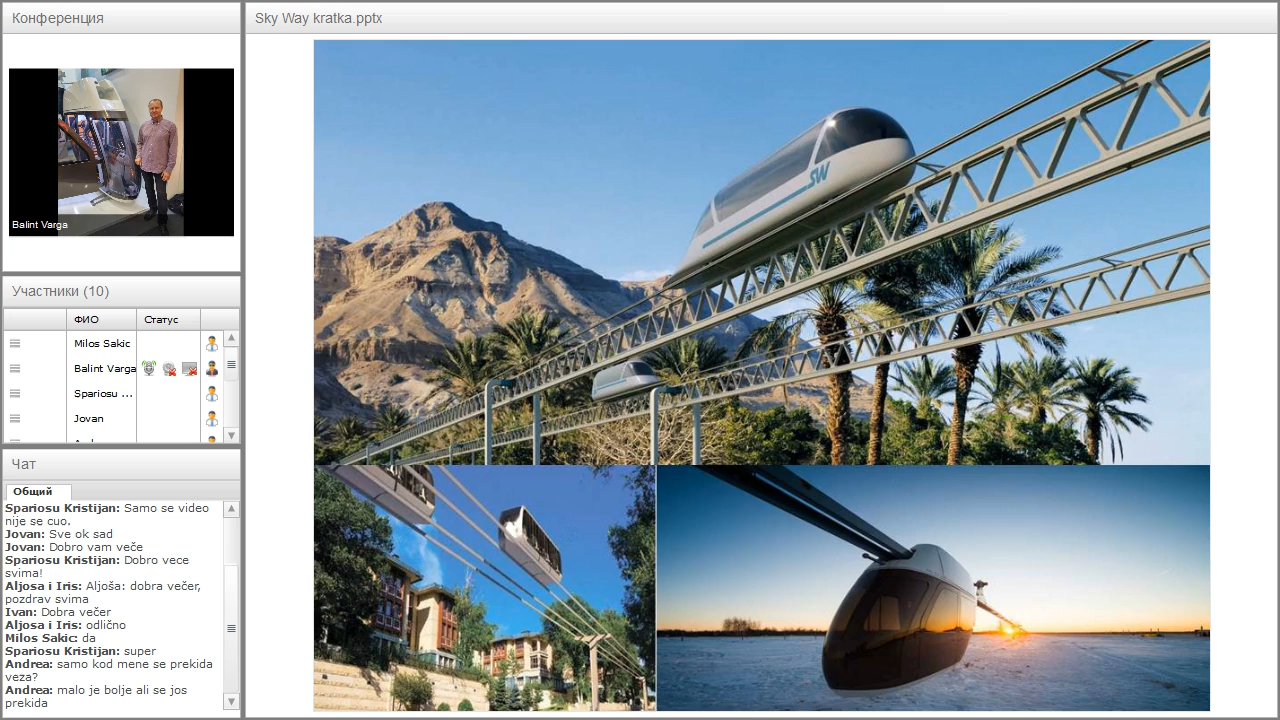 Конференция
Balint Varga
Участники (10)
ФИО Статус
Milos Sakic
Balint Varga
Spariosu ...
Jovan
Чат
Общий
Spariosu Kristijan: Samo se video
nije se čuo.
Jovan: Sve ok sad
Jovan: Dobro vam veče
Spariosu Kristijan: Dobro vece
svima!
Aljosa i Iris: Aljoša: dobra večer,
pozdrav svima
Ivan: Dobra večer
Aljosa i Iris: odlično
Milos Sakic: da
Spariosu Kristijan: super
Andrea: samo kod mene se prekida
veza?
Andrea: malo je bolja al se jos
prekida
Sky Way kratka.pptx
SW